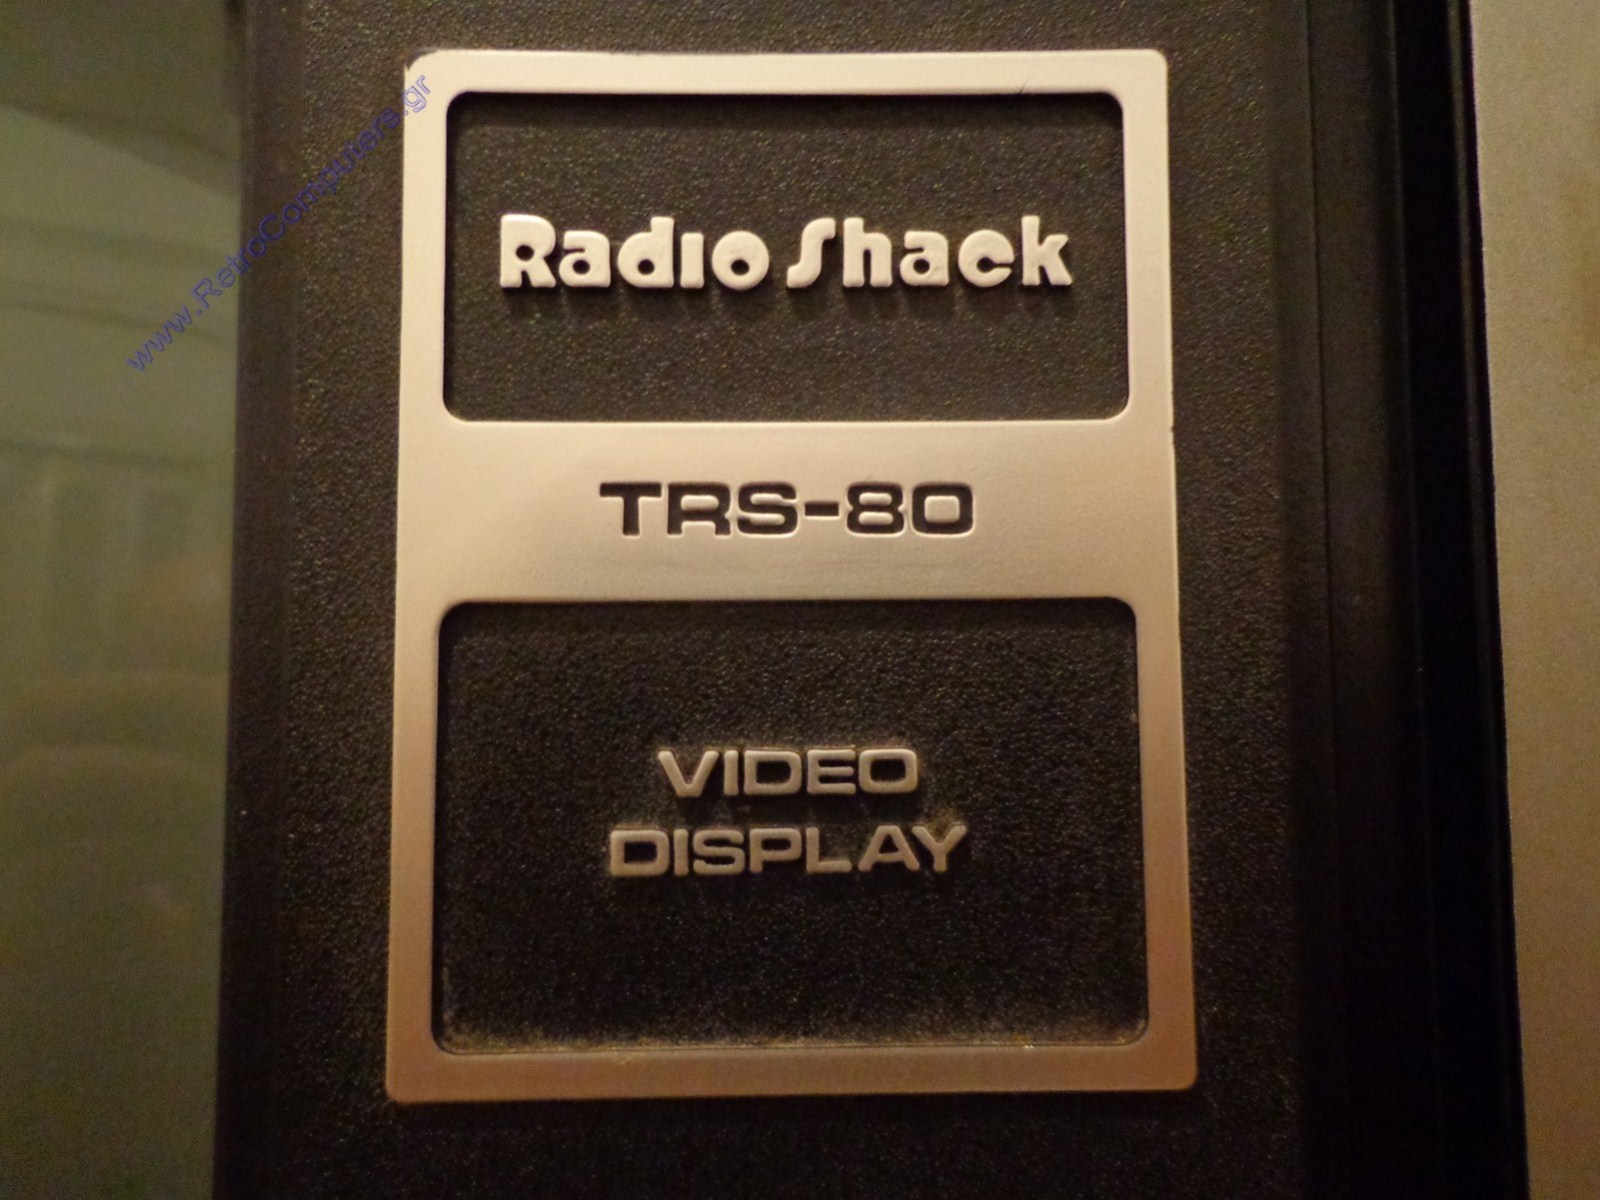 www.RetroComputers.gr
Radio Shack
TRS-80
VIDEO
DISPLAY